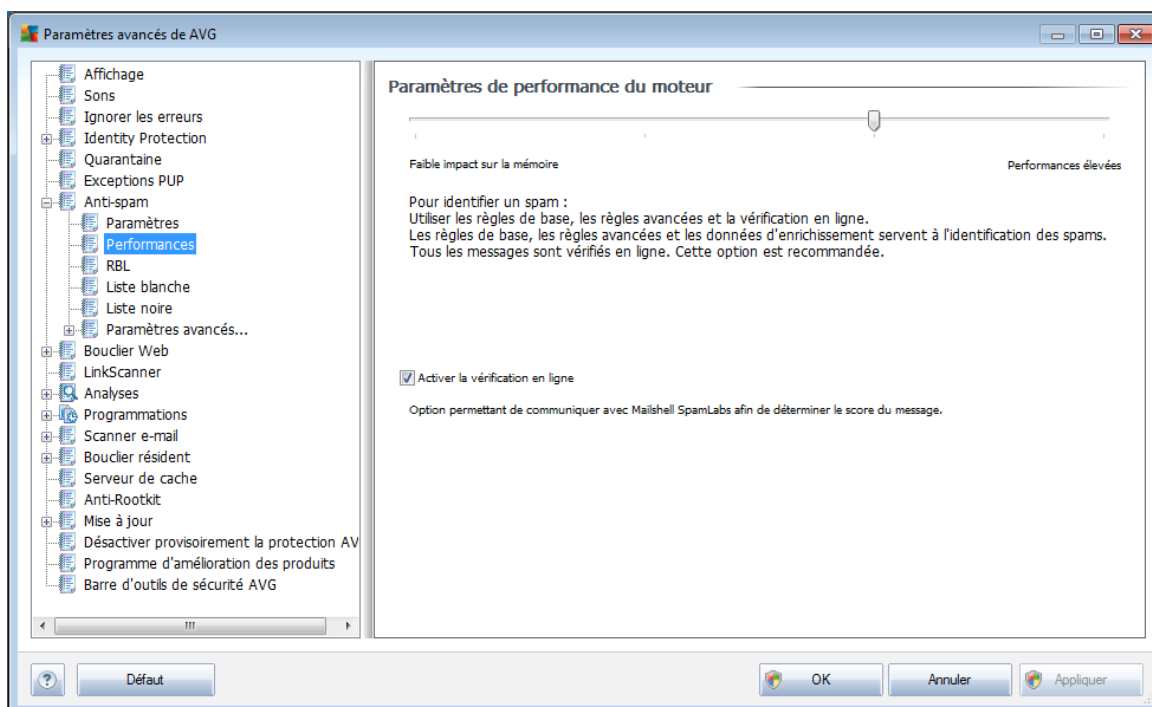 Paramètres avancés de AVG
Affichage
Sons
Ignorer les erreurs
Identity Protection
Quarantaine
Exceptions PUP
Anti-spam
Paramètres
Performances
RBL
Liste blanche
Liste noire
Paramètres avancés...
Bouclier Web
LinkScanner
Analyses
Programmations
Scanner e-mail
Bouclier résident
Serveur de cache
Anti-Rootkit
Mise à jour
Désactiver provisoirement la protection AV
Programme d'amélioration des produits
Barre d'outils de sécurité AVG
Paramètres de performance du moteur
Faible impact sur la mémoire
Performances élevées
Pour identifier un spam :
Utiliser les règles de base, les règles avancées et la vérification en ligne.
Les règles de base, les règles avancées et les données d'enrichissement servent à l'identification des spams.
Tous les messages sont vérifiés en ligne. Cette option est recommandée.
Activer la vérification en ligne
Option permettant de communiquer avec Mailshell SpamLabs afin de déterminer le score du message.
?
Défaut
OK
Annuler
Appliquer